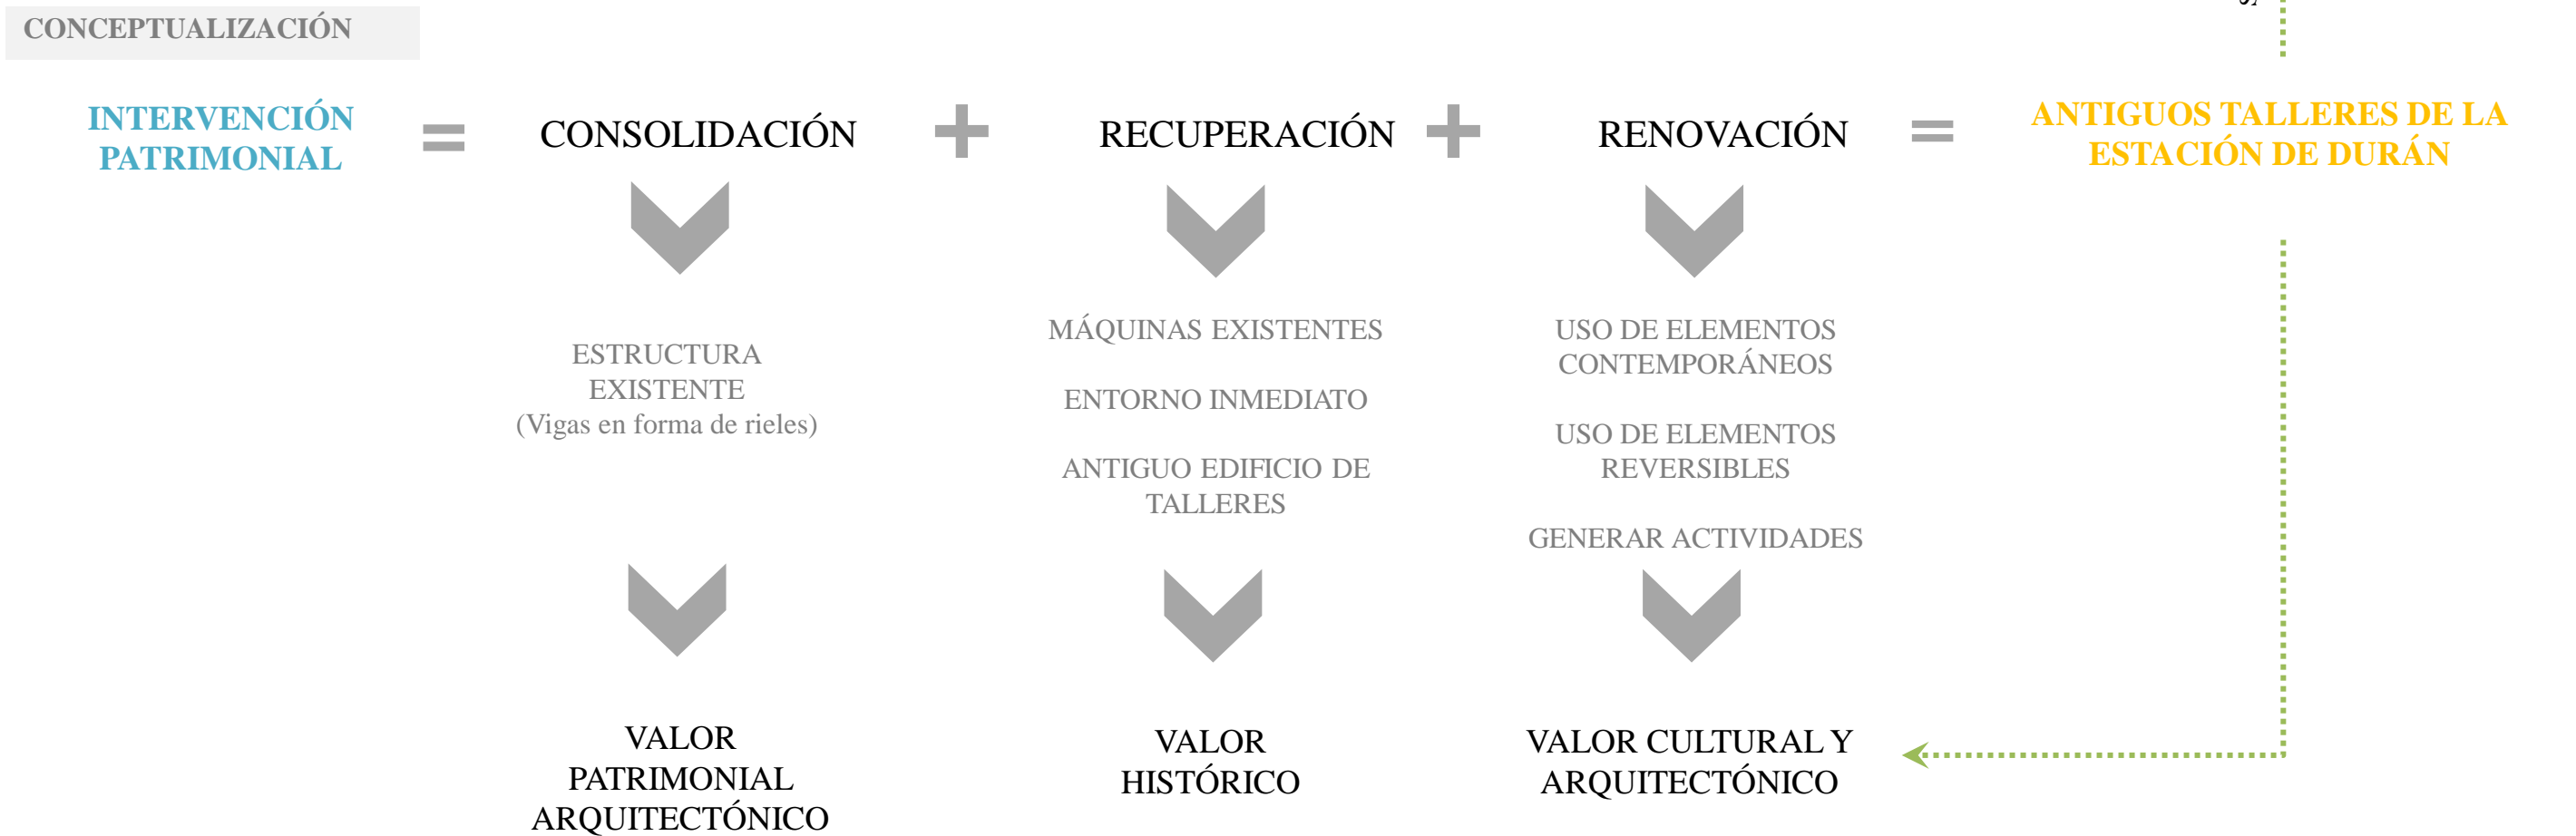 CONCEPTUALIZACIÓN
INTERVENCIÓN
PATRIMONIAL
=
CONSOLIDACIÓN
+
RECUPERACIÓN
+
RENOVACIÓN
=
ANTIGUOS TALLERES DE LA
ESTACIÓN DE DURÁN
ESTRUCTURA
EXISTENTE
(Vigas en forma de rieles)
MÁQUINAS EXISTENTES
ENTORNO INMEDIATO
ANTIGUO EDIFICIO DE
TALLERES
USO DE ELEMENTOS
CONTEMPORÁNEOS
USO DE ELEMENTOS
REVERSIBLES
GENERAR ACTIVIDADES
VALOR
PATRIMONIAL
ARQUITECTÓNICO
VALOR
HISTÓRICO
VALOR CULTURAL Y
ARQUITECTÓNICO